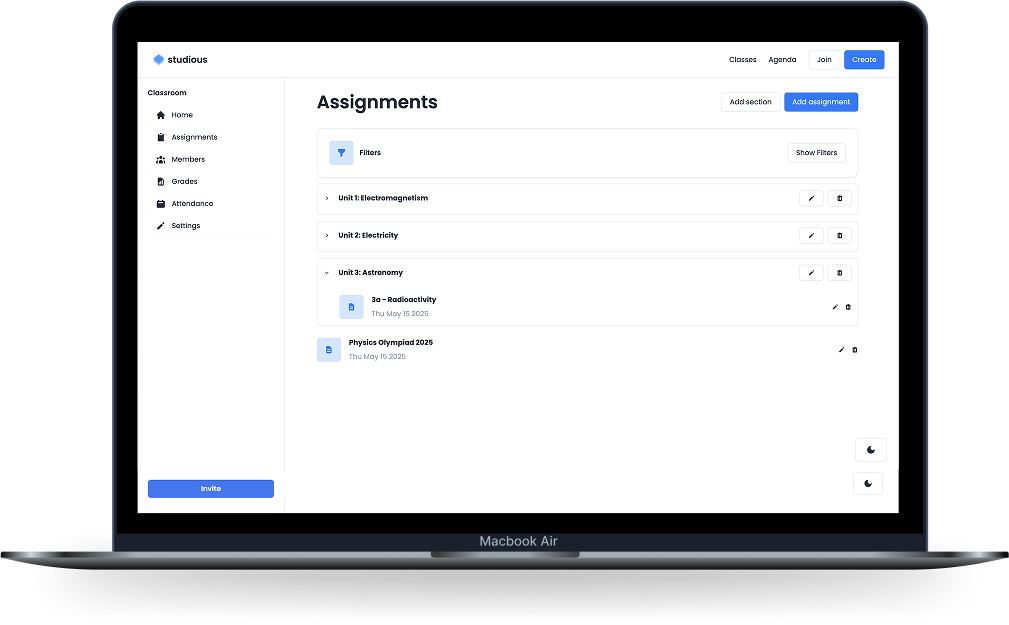 studious
Classes Agenda Join Create
Classroom
Home
Assignments
Members
Grades
Attendance
Settings
Invite
Assignments
Add section Add assignment
Filters Show Filters
Unit 1: Electromagnetism
Unit 2: Electricity
Unit 3: Astronomy
3a - Radioactivity
Thu May 15 2025
Physics Olympiad 2025
Thu May 15 2025
Macbook Air